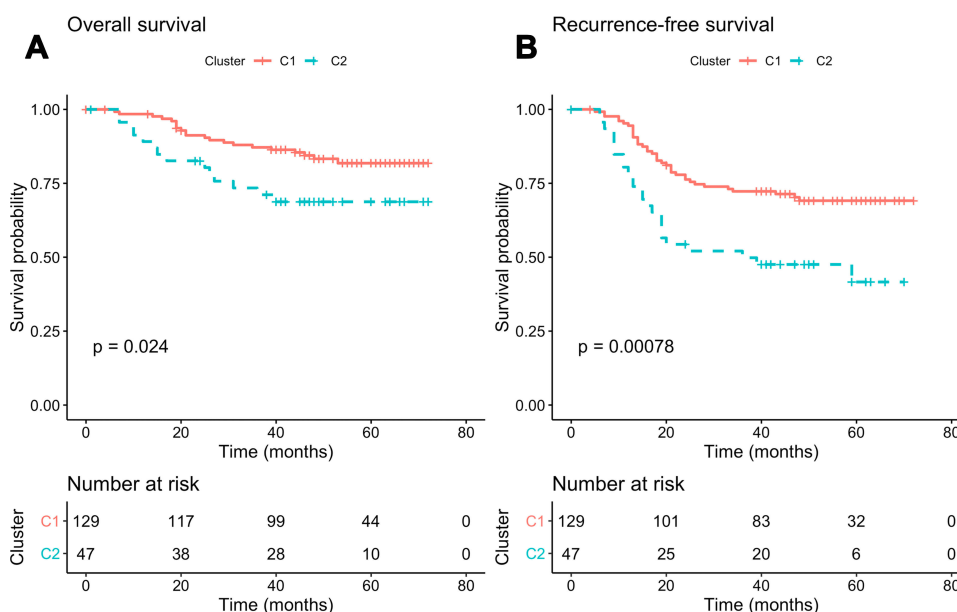 A
Overall survival
Cluster C1 C2
Survival probability
1.00
0.75
0.50
0.25
0.00
p = 0.024
0 20 40 60 80
Time (months)
Number at risk
Cluster
C1 129 117 99 44 0
C2 47 38 28 10 0
0 20 40 60 80
Time (months)
B
Recurrence-free survival
Cluster C1 C2
Survival probability
1.00
0.75
0.50
0.25
0.00
p = 0.00078
0 20 40 60 80
Time (months)
Number at risk
Cluster
C1 129 101 83 32 0
C2 47 25 20 6 0
0 20 40 60 80
Time (months)